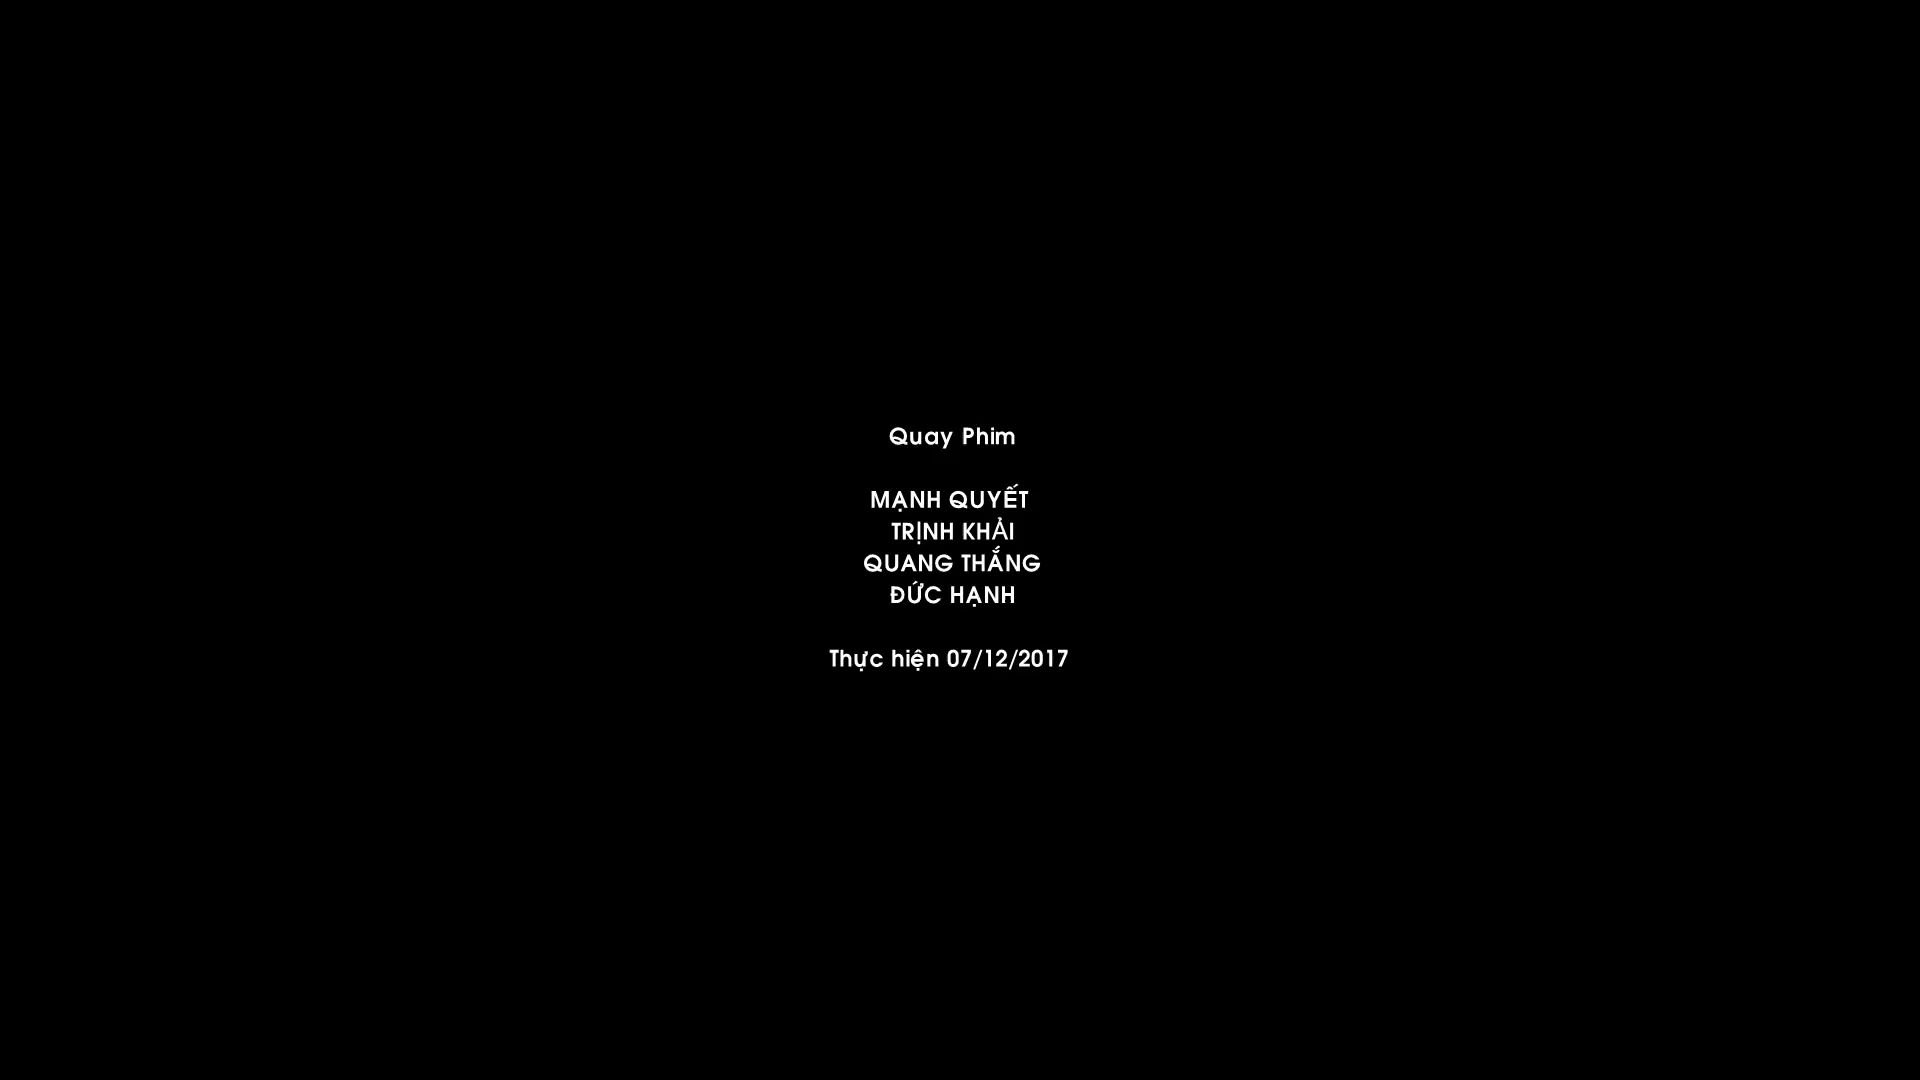 Quay Phim
MẠNH QUYẾT
TRỊNH KHẢI
QUANG THẮNG
ĐỨC HẠNH
Thực hiện 07/12/2017